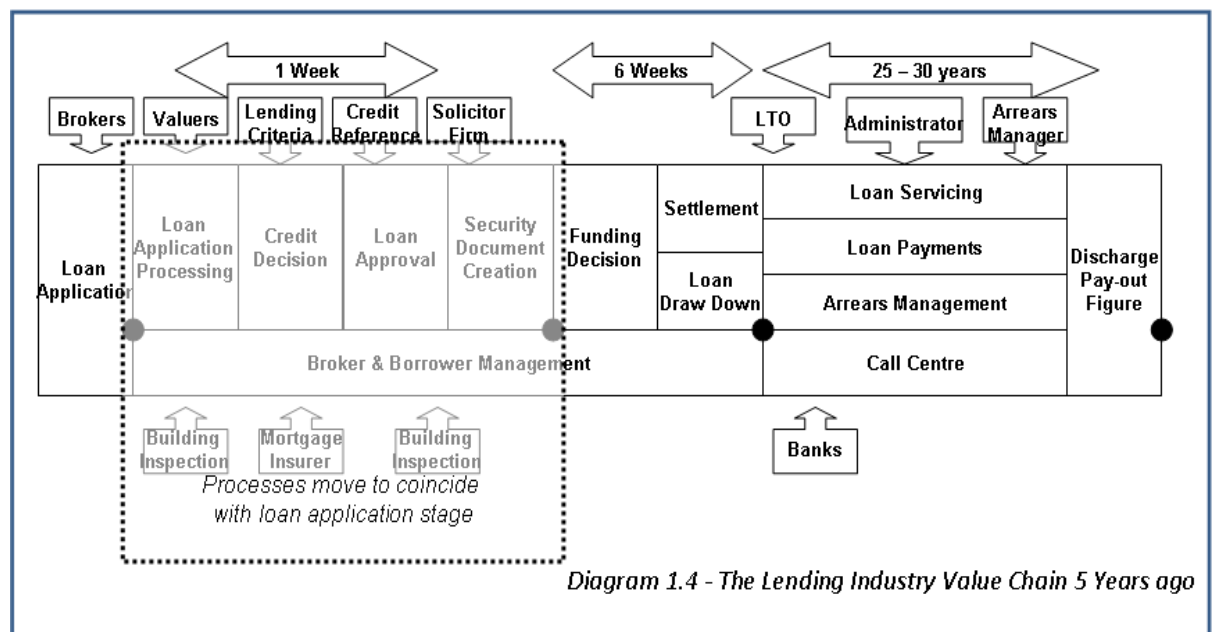 1 Week
6 Weeks
25 – 30 years
Brokers
Valuers
Lending
Criteria
Credit
Reference
Solicitor
Firm
LTO
Administrator
Arrears
Manager
Loan
Application
Loan
Application
Processing
Credit
Decision
Loan
Approval
Security
Document
Creation
Funding
Decision
Settlement
Loan
Draw Down
Loan Servicing
Loan Payments
Arrears Management
Discharge
Pay-out
Figure
Broker & Borrower Management
Call Centre
Building
Inspection
Mortgage
Insurer
Building
Inspection
Banks
Processes move to coincide
with loan application stage
Diagram 1.4 - The Lending Industry Value Chain 5 Years ago